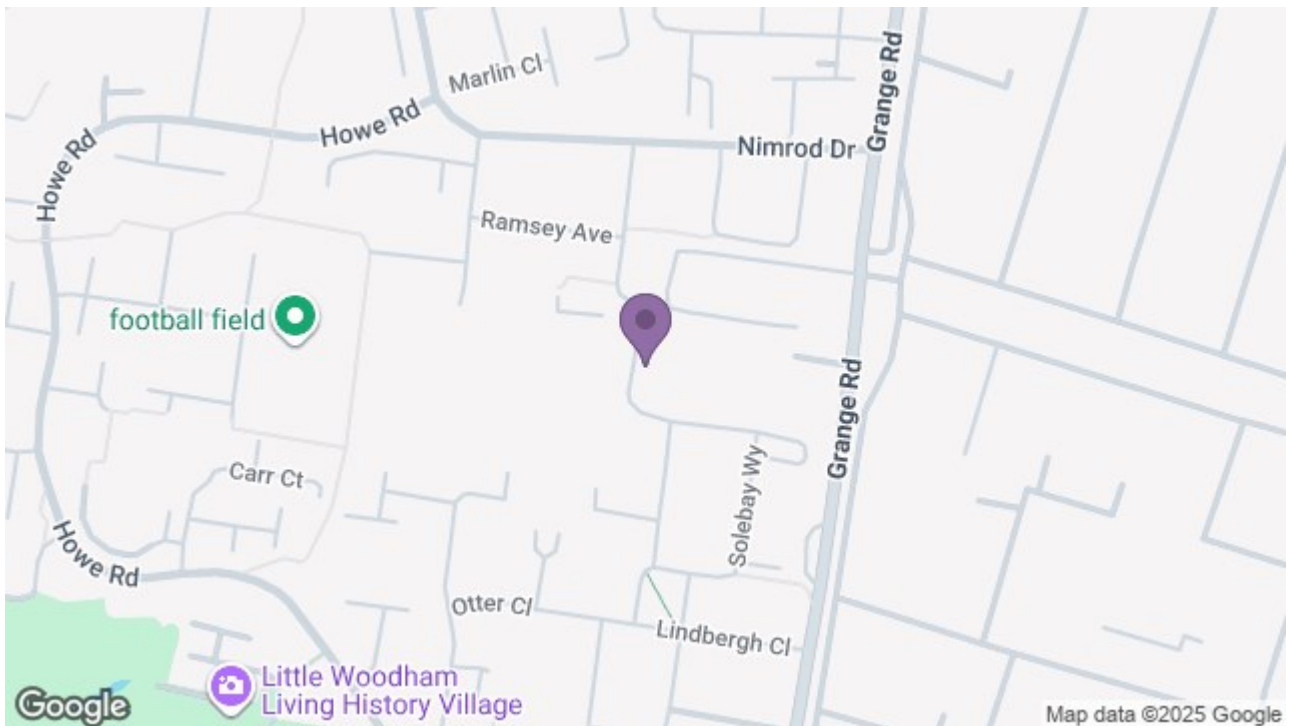 Marlin Cl
Howe Rd
Grange Rd
Nimrod Dr
Howe Rd
Ramsey Ave
football field
Grange Rd
Carr Ct
Solebay Wy
Howe Rd
Otter Cl
Lindbergh Cl
Little Woodham
Living History Village
Google
Map data ©2025 Google